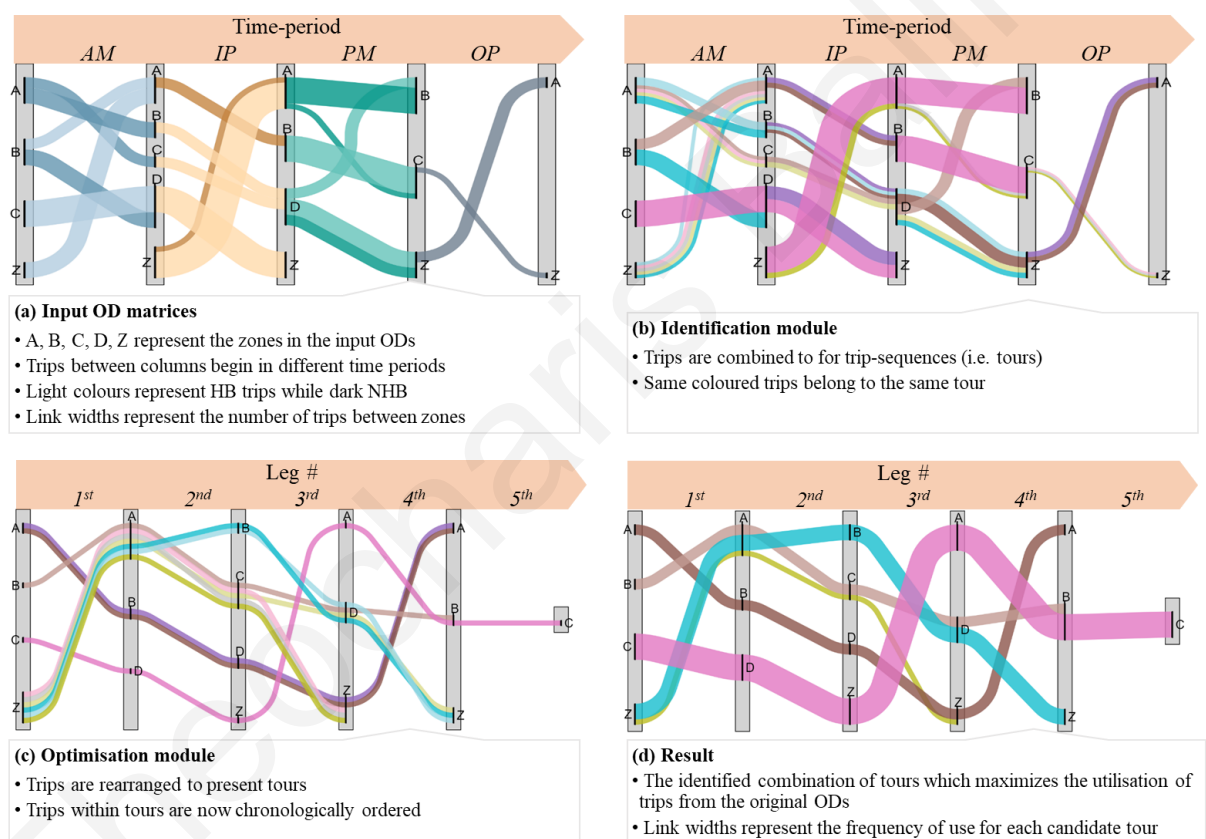 Time-period
AM IP PM OP
A
B
C
Z
A
B
C
D
Z
A
B
D
Z
B
C
Z
A
Z
(a) Input OD matrices
• A, B, C, D, Z represent the zones in the input ODs
• Trips between columns begin in different time periods
• Light colours represent HB trips while dark NHB
• Link widths represent the number of trips between zones
Time-period
AM IP PM OP
A
B
C
Z
A
B
C
D
Z
A
B
D
Z
B
C
Z
A
Z
(b) Identification module
• Trips are combined to for trip-sequences (i.e. tours)
• Same coloured trips belong to the same tour
Leg #
1st 2nd 3rd 4th 5th
A
B
C
Z
A
B
D
B
C
D
Z
A
D
Z
A
B
Z
C
(c) Optimisation module
• Trips are rearranged to present tours
• Trips within tours are now chronologically ordered
Leg #
1st 2nd 3rd 4th 5th
A
B
C
Z
A
B
D
B
C
D
Z
A
D
Z
A
B
Z
C
(d) Result
• The identified combination of tours which maximizes the utilisation of
trips from the original ODs
• Link widths represent the frequency of use for each candidate tour
Theocharis